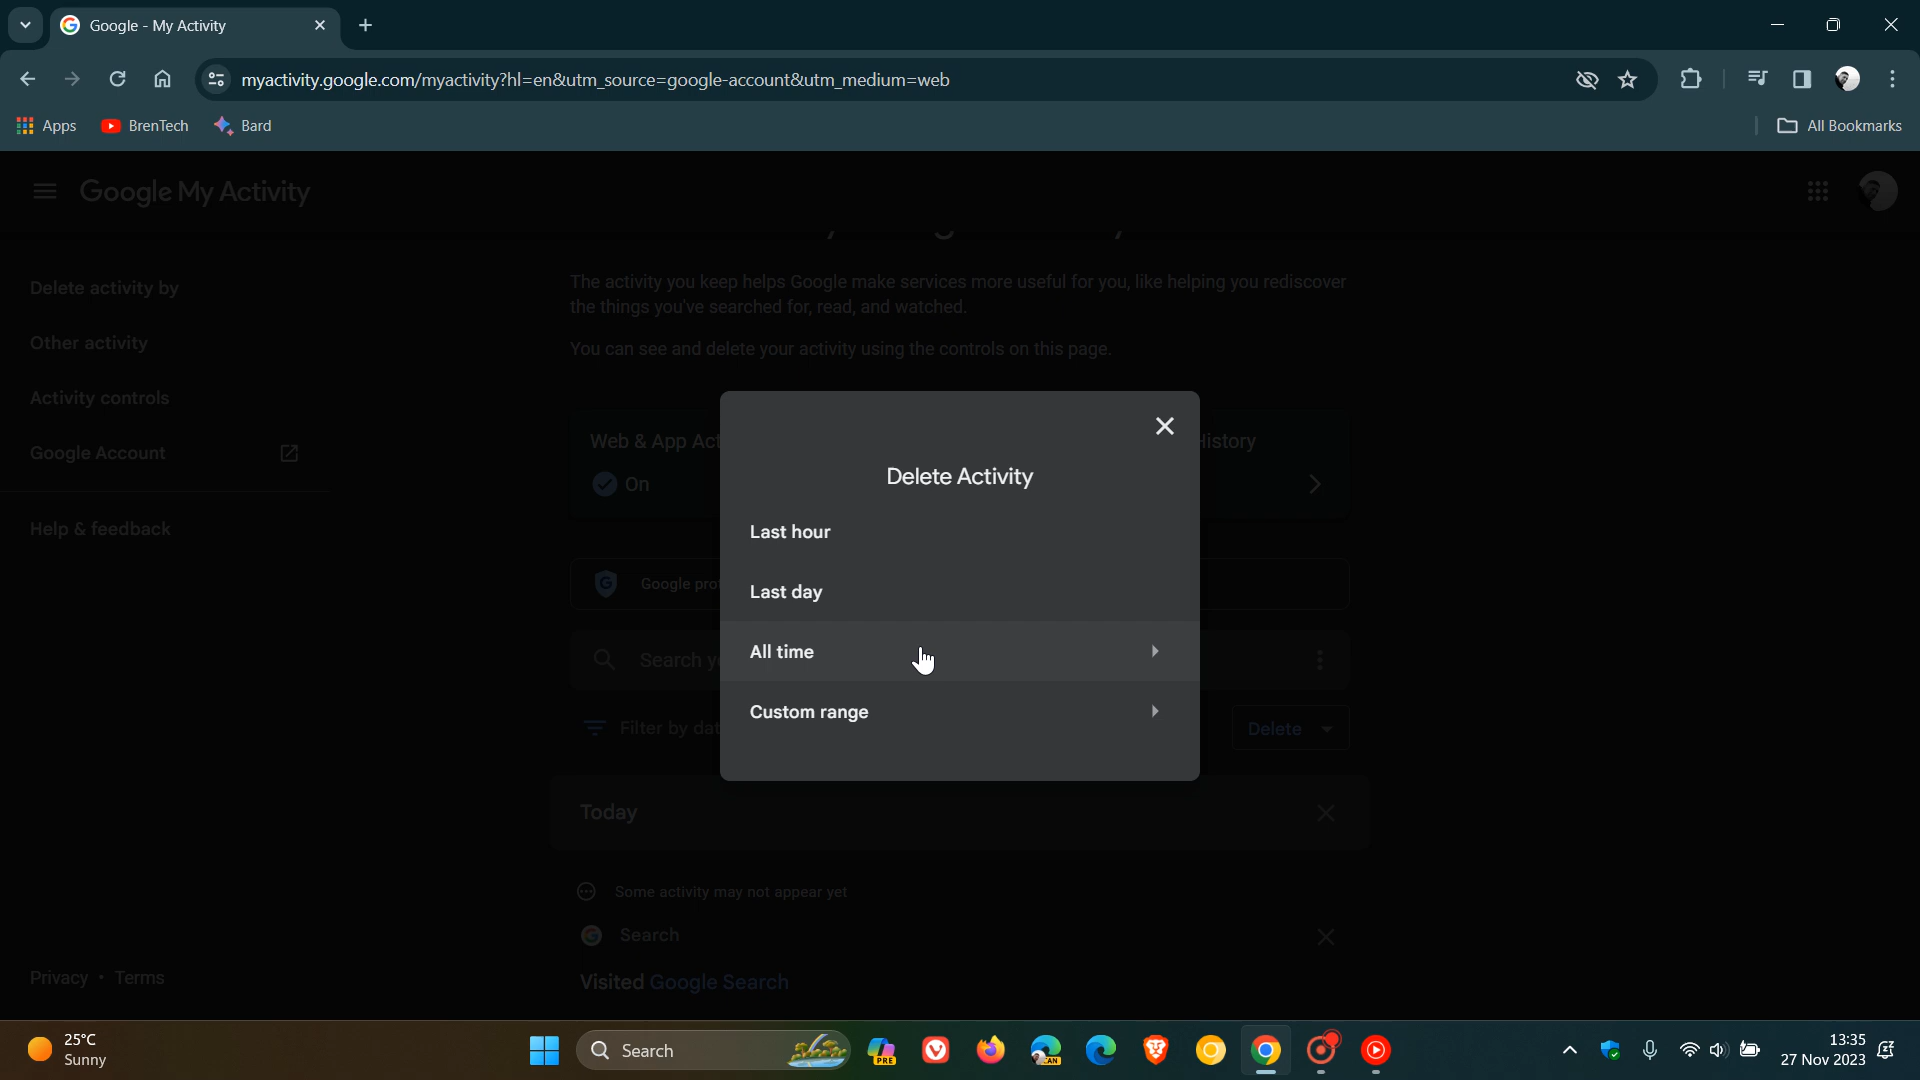 Google - My Activity
myactivity.google.com/myactivity?hl=en&utm_source=google-account&utm_medium=web
Apps
BrenTech
Bard
All Bookmarks
Google My Activity
Delete activity by
Other activity
Activity controls
Google Account
Help & feedback
Privacy • Terms
The activity you keep helps Google make services more useful for you, like helping you rediscover
the things you've searched for, read, and watched.
You can see and delete your activity using the controls on this page.
Web & App Act
History
On
Google pro
Search y
Filter by dat
Delete
Delete Activity
Last hour
Last day
All time
Custom range
Today
Some activity may not appear yet
Search
Visited Google Search
25°C
Sunny
Search
PRE
CAN
13:35
27 Nov 2023